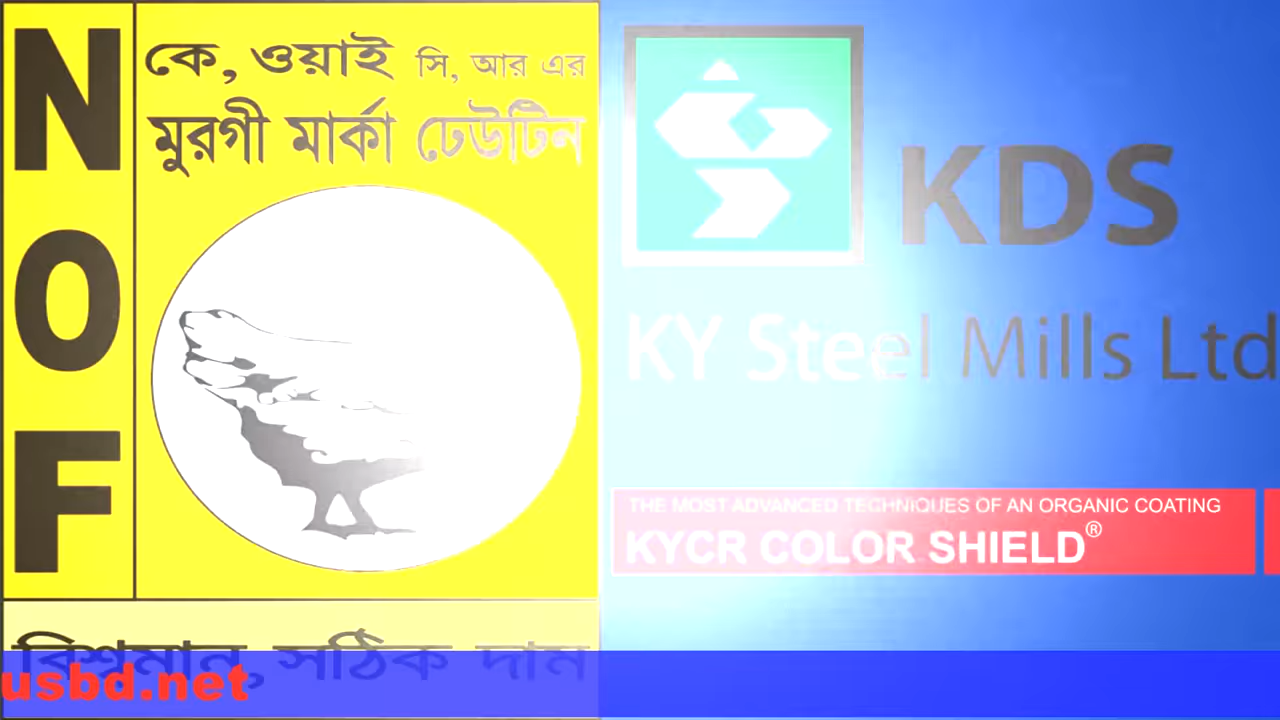 NOF
কে, ওয়াই সি, আর এর
মুরগী মার্কা ঢেউটিন
বিশ্বমান, সঠিক দাম
usbd.net
KDS
KY Steel Mills Ltd
THE MOST ADVANCED TECHNIQUES OF AN ORGANIC COATING
KYCR COLOR SHIELD®